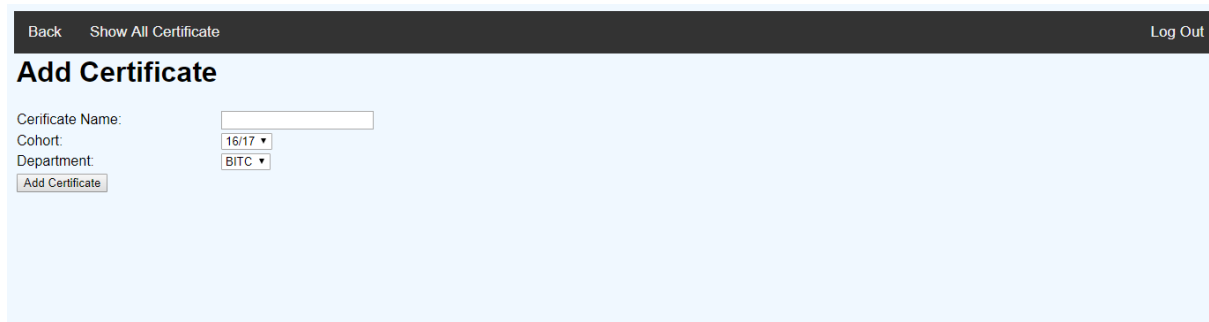 Back Show All Certificate Log Out
Add Certificate
Cerificate Name:
Cohort: 16/17
Department: BITC
Add Certificate